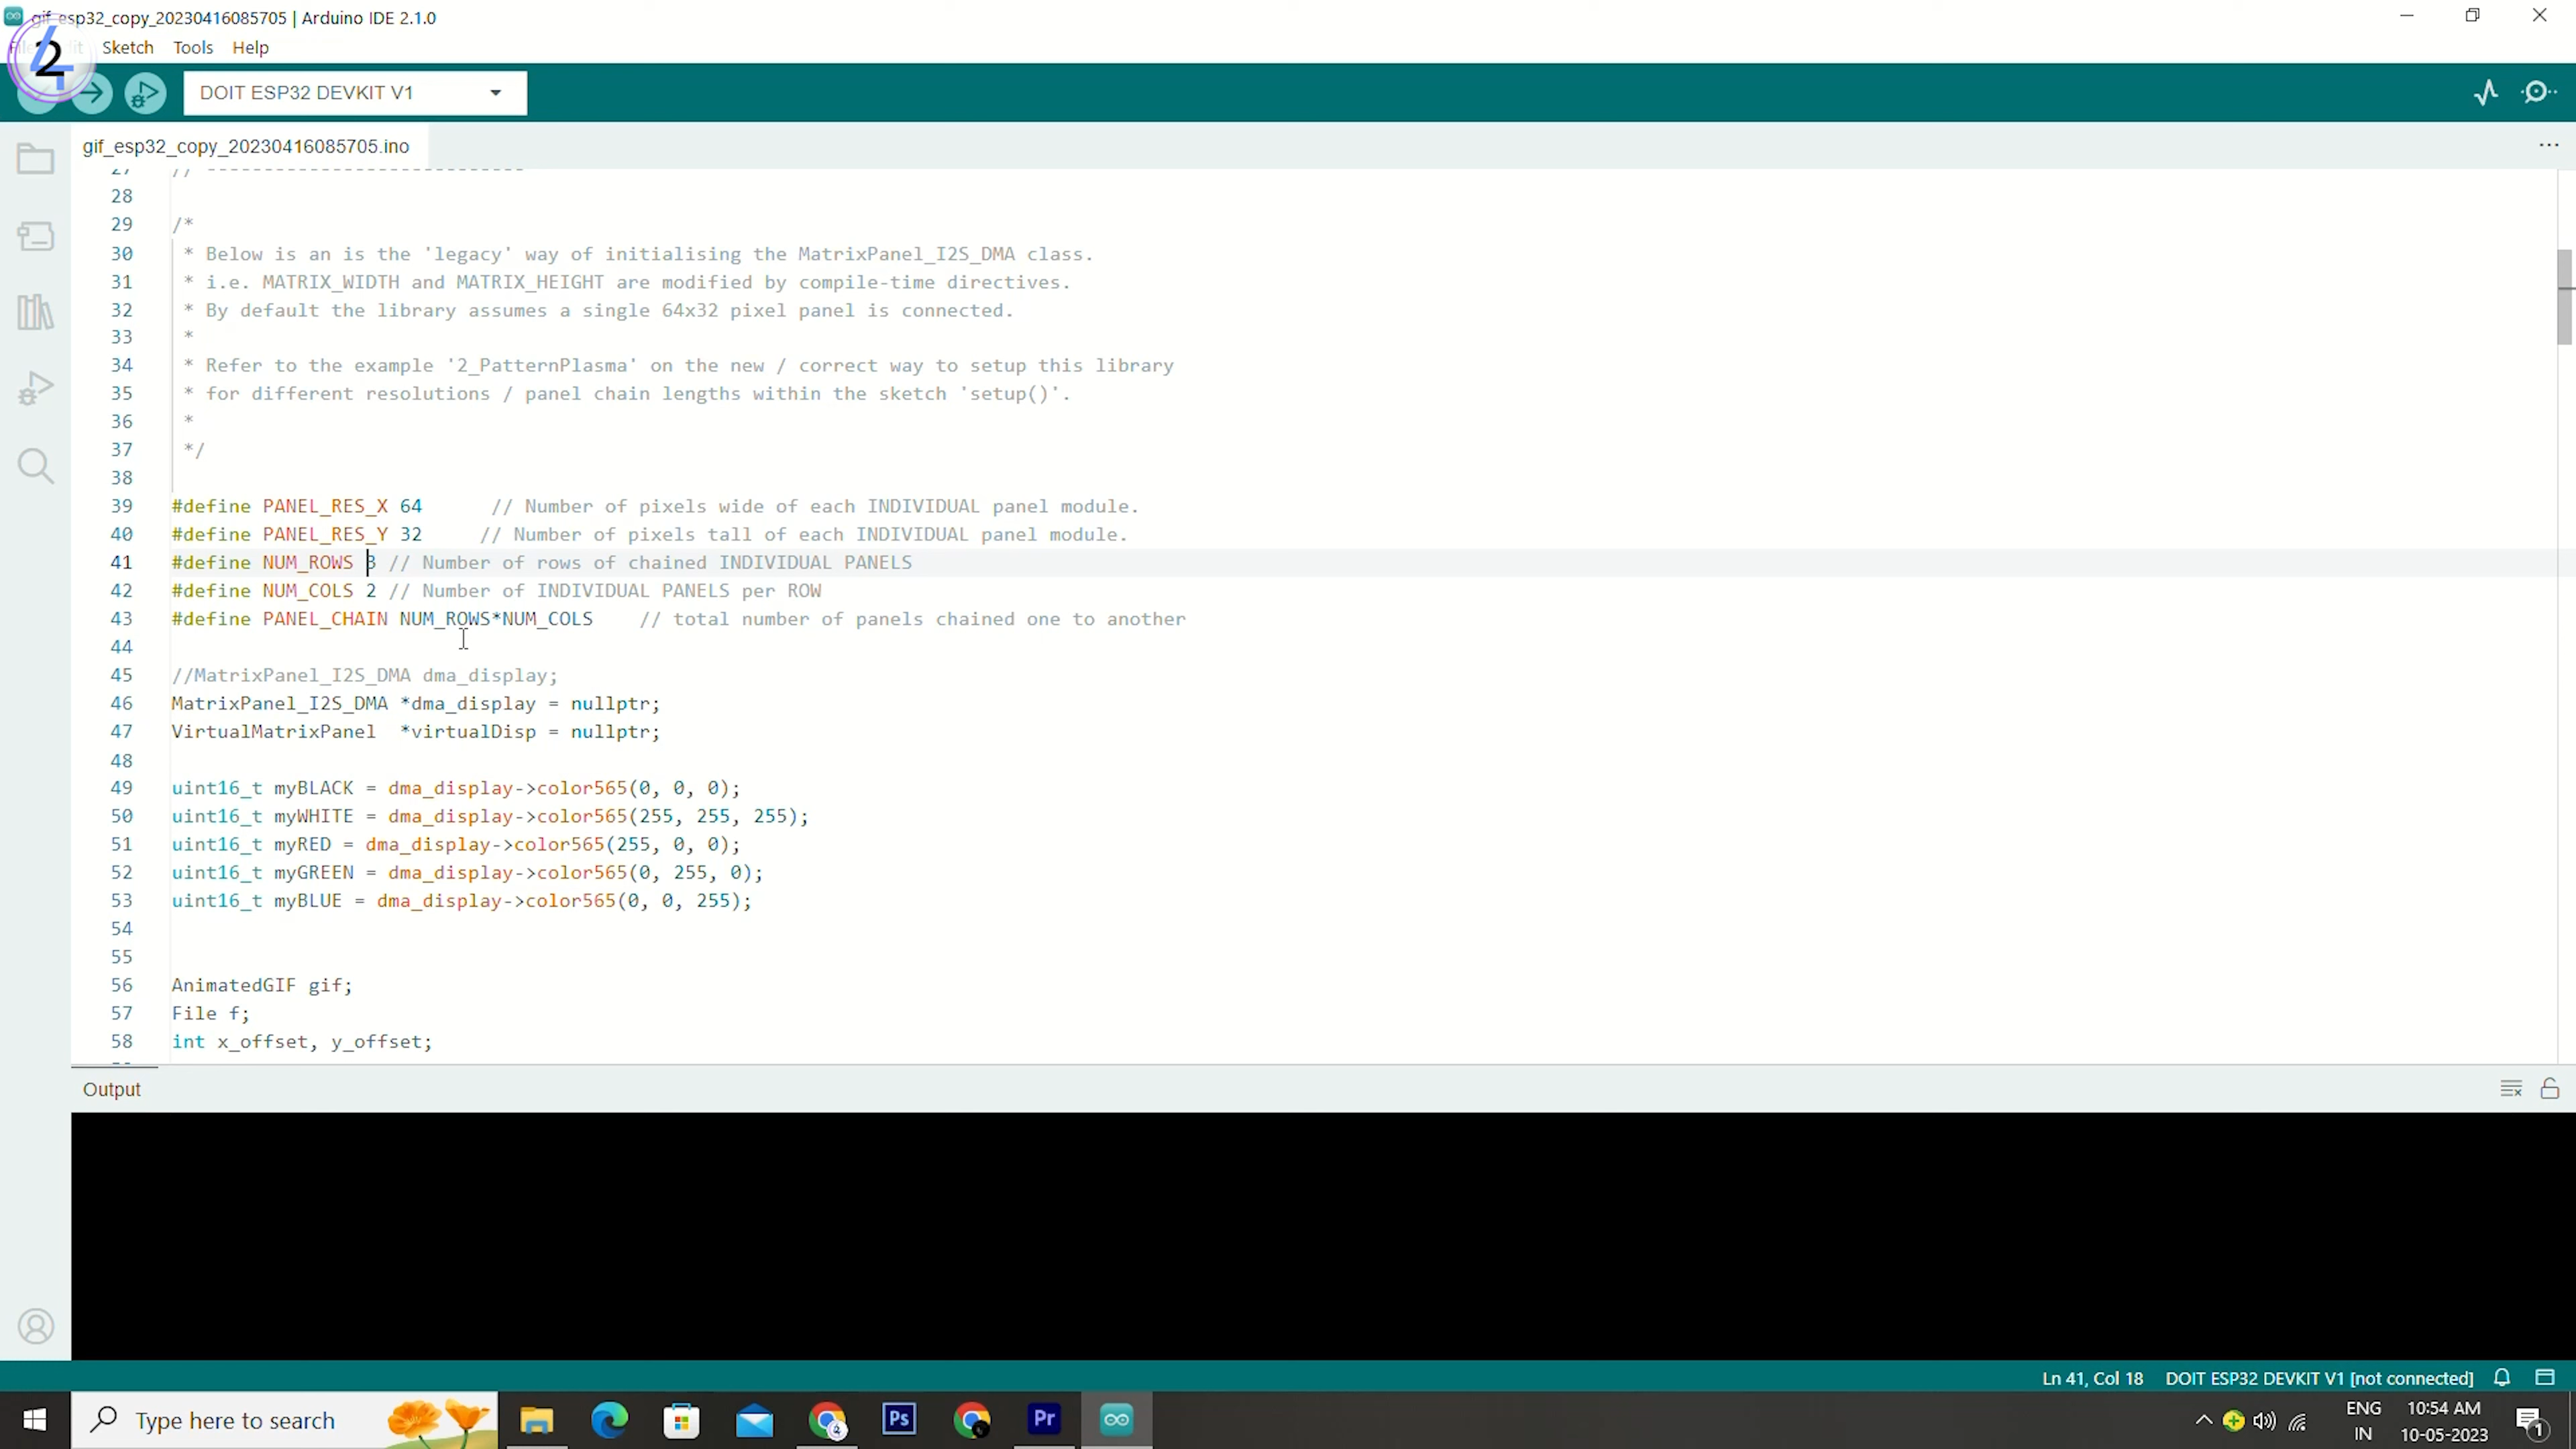 gif_esp32_copy_20230416085705 | Arduino IDE 2.1.0
Sketch Tools Help
DOIT ESP32 DEVKIT V1
gif_esp32_copy_20230416085705.ino
27 // ----------------------------
28
29 /*
30 * Below is an is the 'legacy' way of initialising the MatrixPanel_I2S_DMA class.
31 * i.e. MATRIX_WIDTH and MATRIX_HEIGHT are modified by compile-time directives.
32 * By default the library assumes a single 64x32 pixel panel is connected.
33 *
34 * Refer to the example '2_PatternPlasma' on the new / correct way to setup this library
35 * for different resolutions / panel chain lengths within the sketch 'setup()'.
36 *
37 */
38
39 #define PANEL_RES_X 64 // Number of pixels wide of each INDIVIDUAL panel module.
40 #define PANEL_RES_Y 32 // Number of pixels tall of each INDIVIDUAL panel module.
41 #define NUM_ROWS 3 // Number of rows of chained INDIVIDUAL PANELS
42 #define NUM_COLS 2 // Number of INDIVIDUAL PANELS per ROW
43 #define PANEL_CHAIN NUM_ROWS*NUM_COLS // total number of panels chained one to another
44
45 //MatrixPanel_I2S_DMA dma_display;
46 MatrixPanel_I2S_DMA *dma_display = nullptr;
47 VirtualMatrixPanel *virtualDisp = nullptr;
48
49 uint16_t myBLACK = dma_display->color565(0, 0, 0);
50 uint16_t myWHITE = dma_display->color565(255, 255, 255);
51 uint16_t myRED = dma_display->color565(255, 0, 0);
52 uint16_t myGREEN = dma_display->color565(0, 255, 0);
53 uint16_t myBLUE = dma_display->color565(0, 0, 255);
54
55
56 AnimatedGIF gif;
57 File f;
58 int x_offset, y_offset;
Output
Ln 41, Col 18 DOIT ESP32 DEVKIT V1 [not connected]
Type here to search
Ps
Pr
ENG
IN
10:54 AM
10-05-2023
1